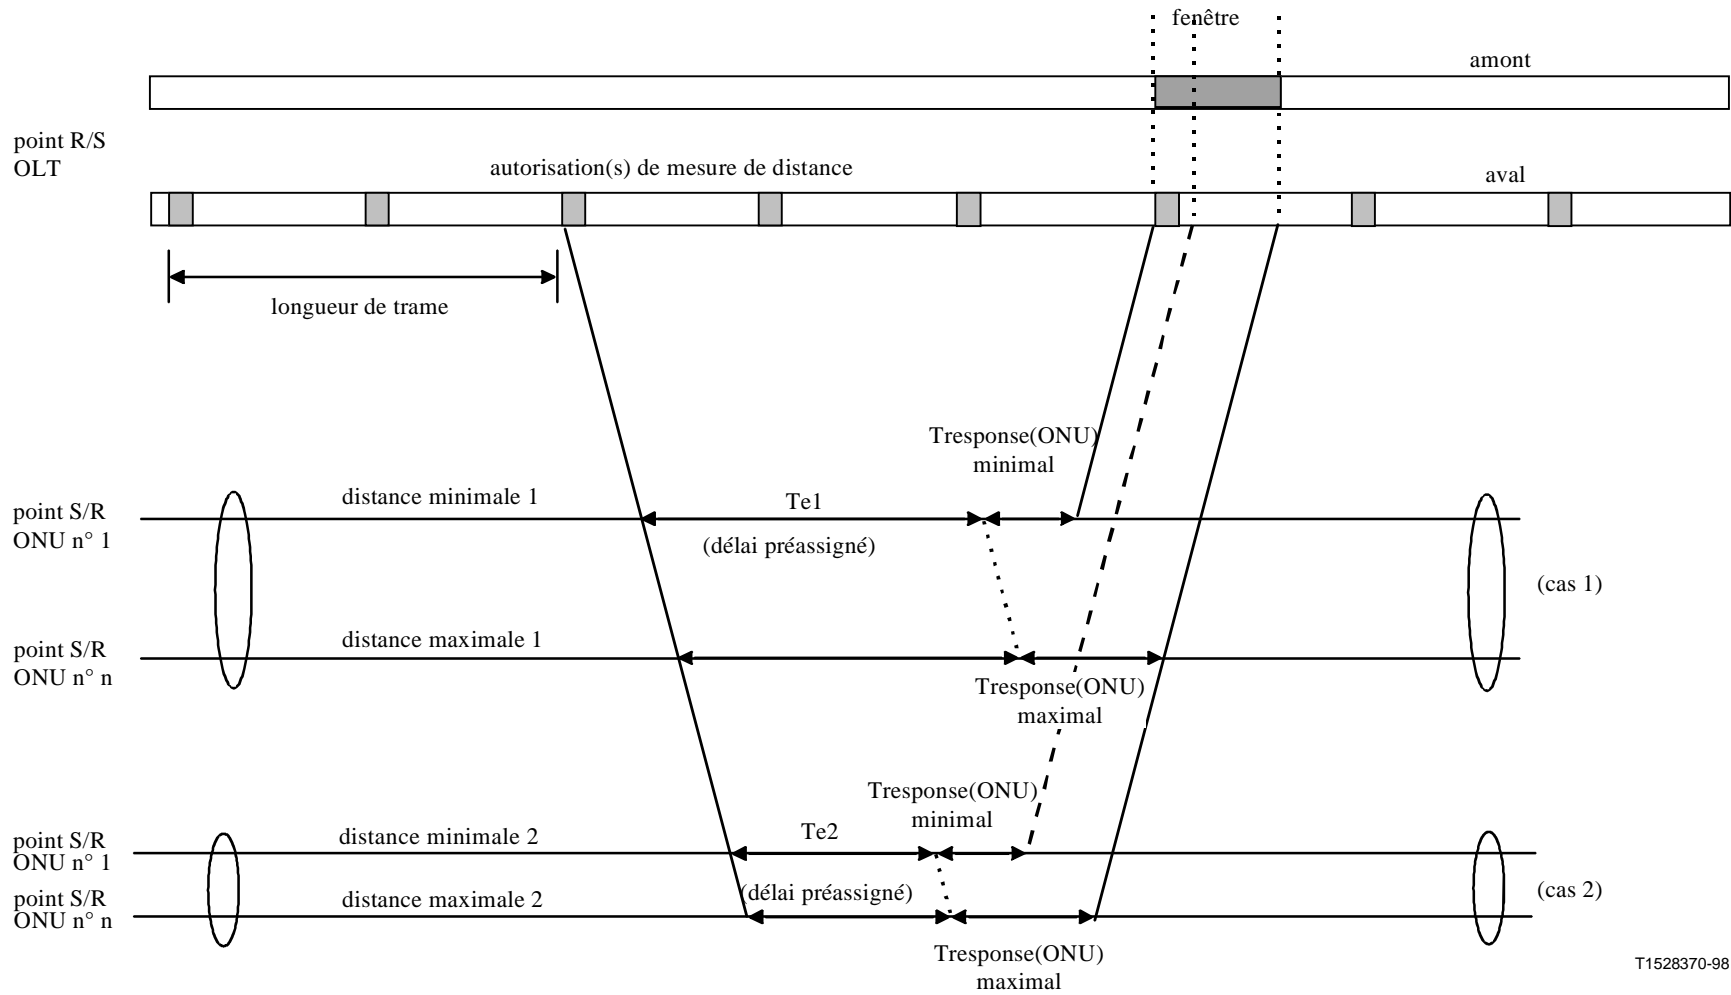 fenêtre
amont
point R/S
OLT
autorisation(s) de mesure de distance
aval
longueur de trame
Tresponse(ONU)
minimal
point S/R
ONU n° 1
distance minimale 1
Te1
(délai préassigné)
(cas 1)
point S/R
ONU n° n
distance maximale 1
Tresponse(ONU)
maximal
Tresponse(ONU)
minimal
point S/R
ONU n° 1
distance minimale 2
Te2
point S/R
ONU n° n
distance maximale 2
(délai préassigné)
(cas 2)
Tresponse(ONU)
maximal
T1528370-98